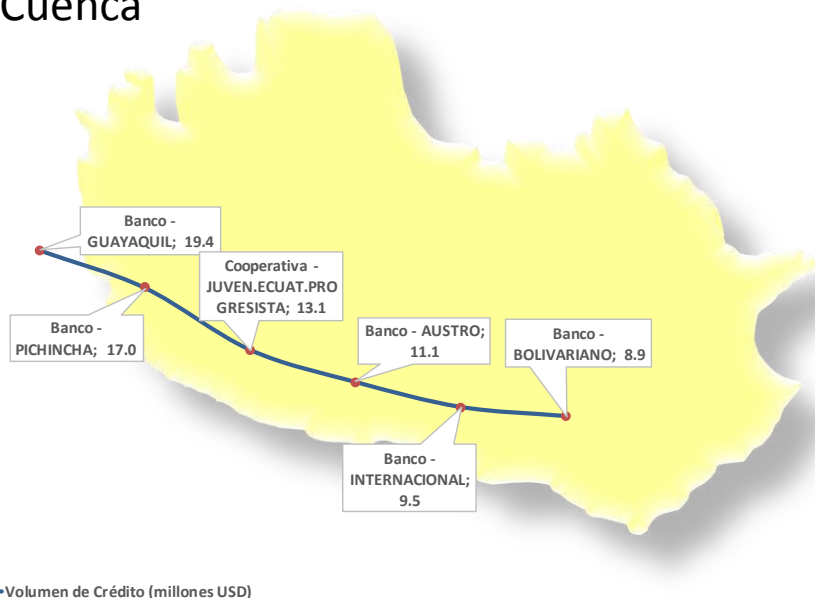 Cuenca
Banco -
GUAYAQUIL; 19.4
Cooperativa -
JUVEN.ECUAT.PRO
GRESISTA; 13.1
Banco -
PICHINCHA; 17.0
Banco - AUSTRO;
11.1
Banco -
BOLIVARIANO; 8.9
Banco -
INTERNACIONAL;
9.5
Volumen de Crédito (millones USD)